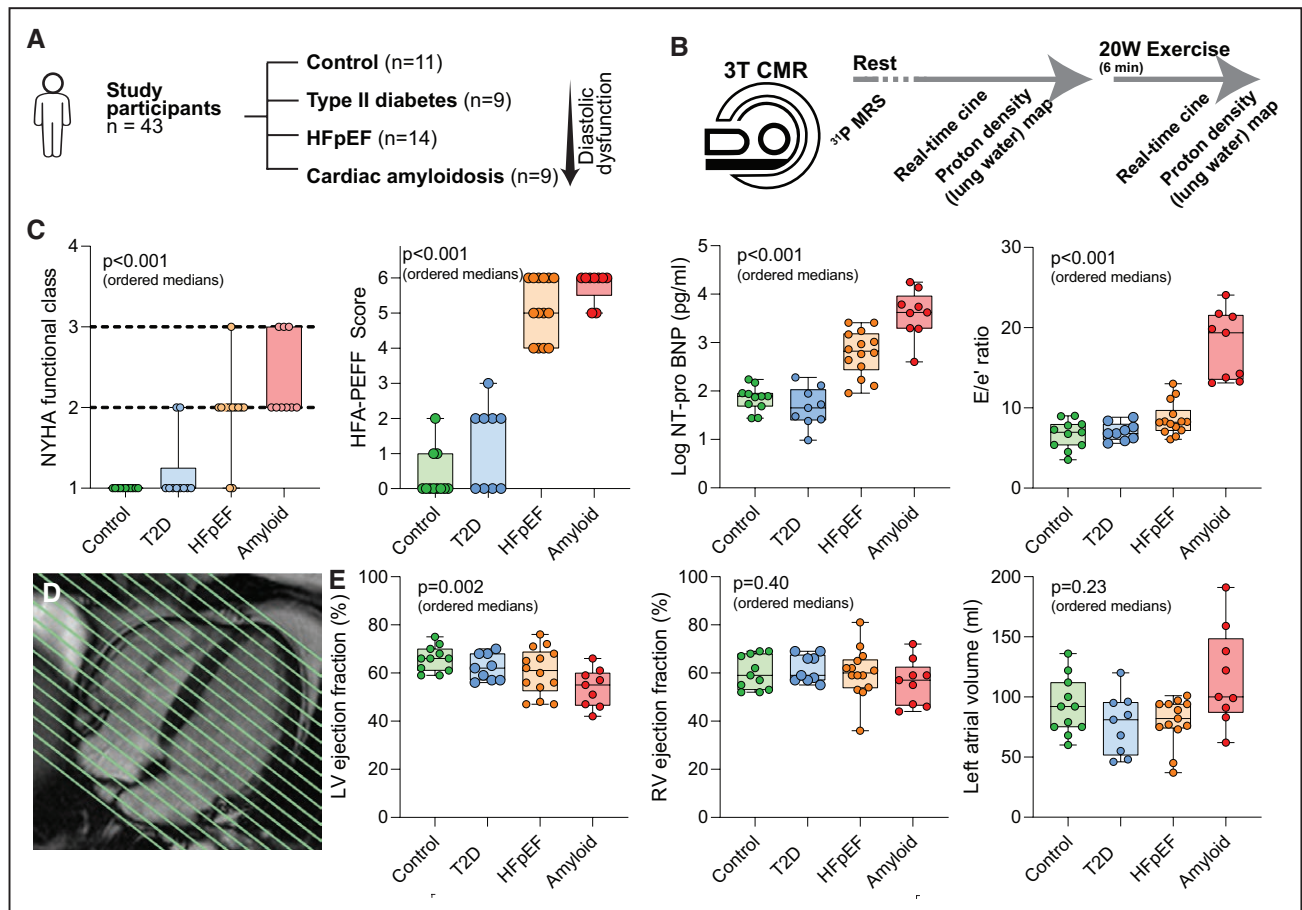 A
Study
participants
n = 43
Control (n=11)
Type II diabetes (n=9)
HFpEF (n=14)
Cardiac amyloidosis (n=9)
Diastolic
dysfunction
B
3T CMR
Rest
20W Exercise
(6 min)
³¹P MRS
Real-time cine
Proton density
(lung water) map
Real-time cine
Proton density
(lung water) map
C
NYHA functional class
4
3
2
1
p<0.001
(ordered medians)
Control
T2D
HFpEF
Amyloid
HFA-PEFF Score
6
5
4
3
2
1
0
p<0.001
(ordered medians)
Control
T2D
HFpEF
Amyloid
Log NT-pro BNP (pg/ml)
5
4
3
2
1
0
p<0.001
(ordered medians)
Control
T2D
HFpEF
Amyloid
E/e' ratio
30
20
10
0
p<0.001
(ordered medians)
Control
T2D
HFpEF
Amyloid
D
E
LV ejection fraction (%)
100
80
60
40
20
0
p=0.002
(ordered medians)
Control
T2D
HFpEF
Amyloid
RV ejection fraction (%)
100
80
60
40
20
0
p=0.40
(ordered medians)
Control
T2D
HFpEF
Amyloid
Left atrial volume (ml)
200
150
100
50
0
p=0.23
(ordered medians)
Control
T2D
HFpEF
Amyloid